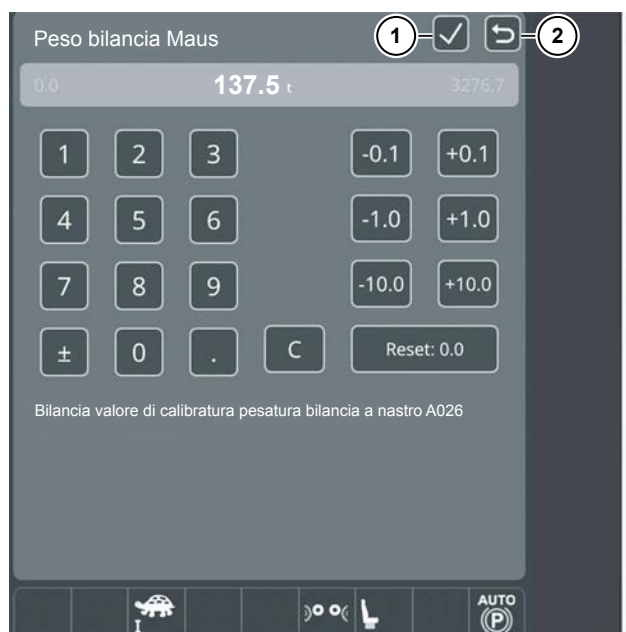 Peso bilancia Maus
1
2
0.0 137.5 t 3276.7
1 2 3 -0.1 +0.1
4 5 6 -1.0 +1.0
7 8 9 -10.0 +10.0
± 0 . C Reset: 0.0
Bilancia valore di calibratura pesatura bilancia a nastro A026
I
AUTO
P